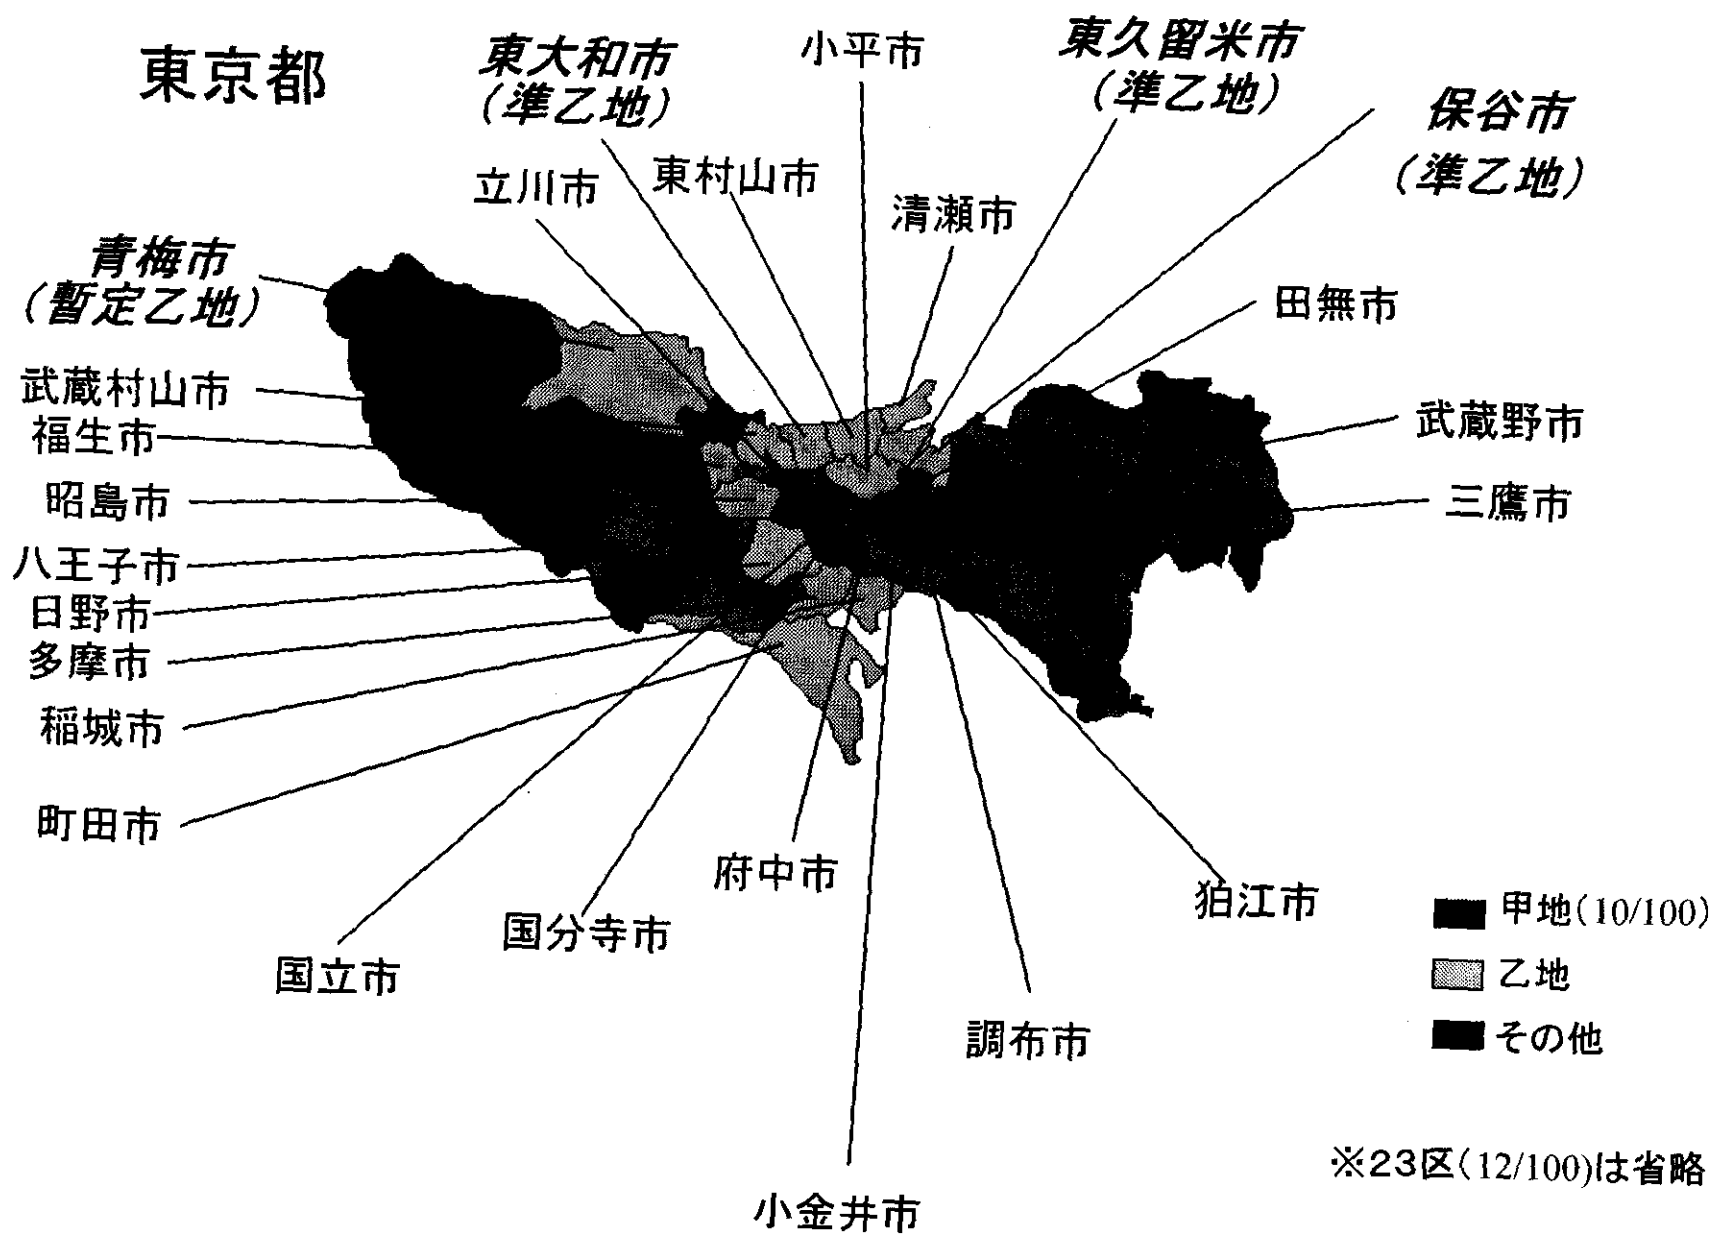 東京都
東大和市
(準乙地)
小平市
東久留米市
(準乙地)
保谷市
(準乙地)
立川市
東村山市
清瀬市
青梅市
(暫定乙地)
田無市
武蔵村山市
福生市
武蔵野市
昭島市
三鷹市
八王子市
日野市
多摩市
稲城市
町田市
府中市
狛江市
国分寺市
国立市
調布市
小金井市
甲地(10/100)
乙地
その他
※23区(12/100)は省略